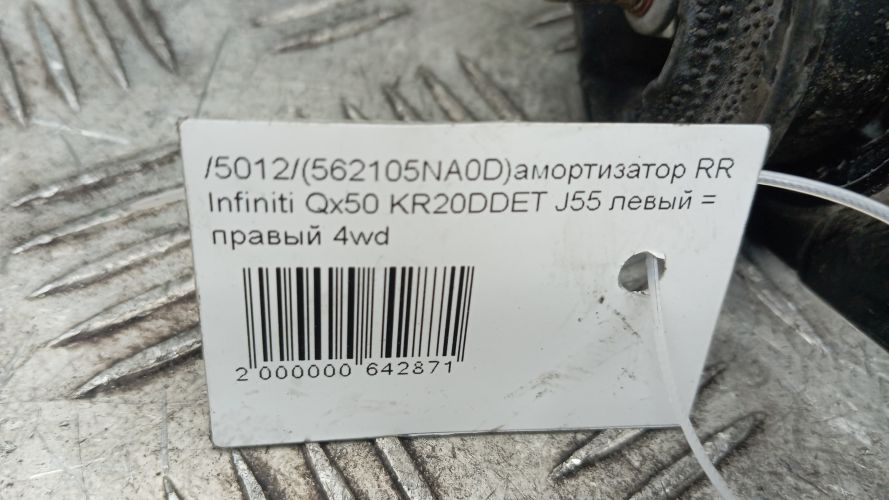 /5012/(562105NA0D)амортизатор RR
Infiniti Qx50 KR20DDET J55 левый =
правый 4wd
2 000000 642871